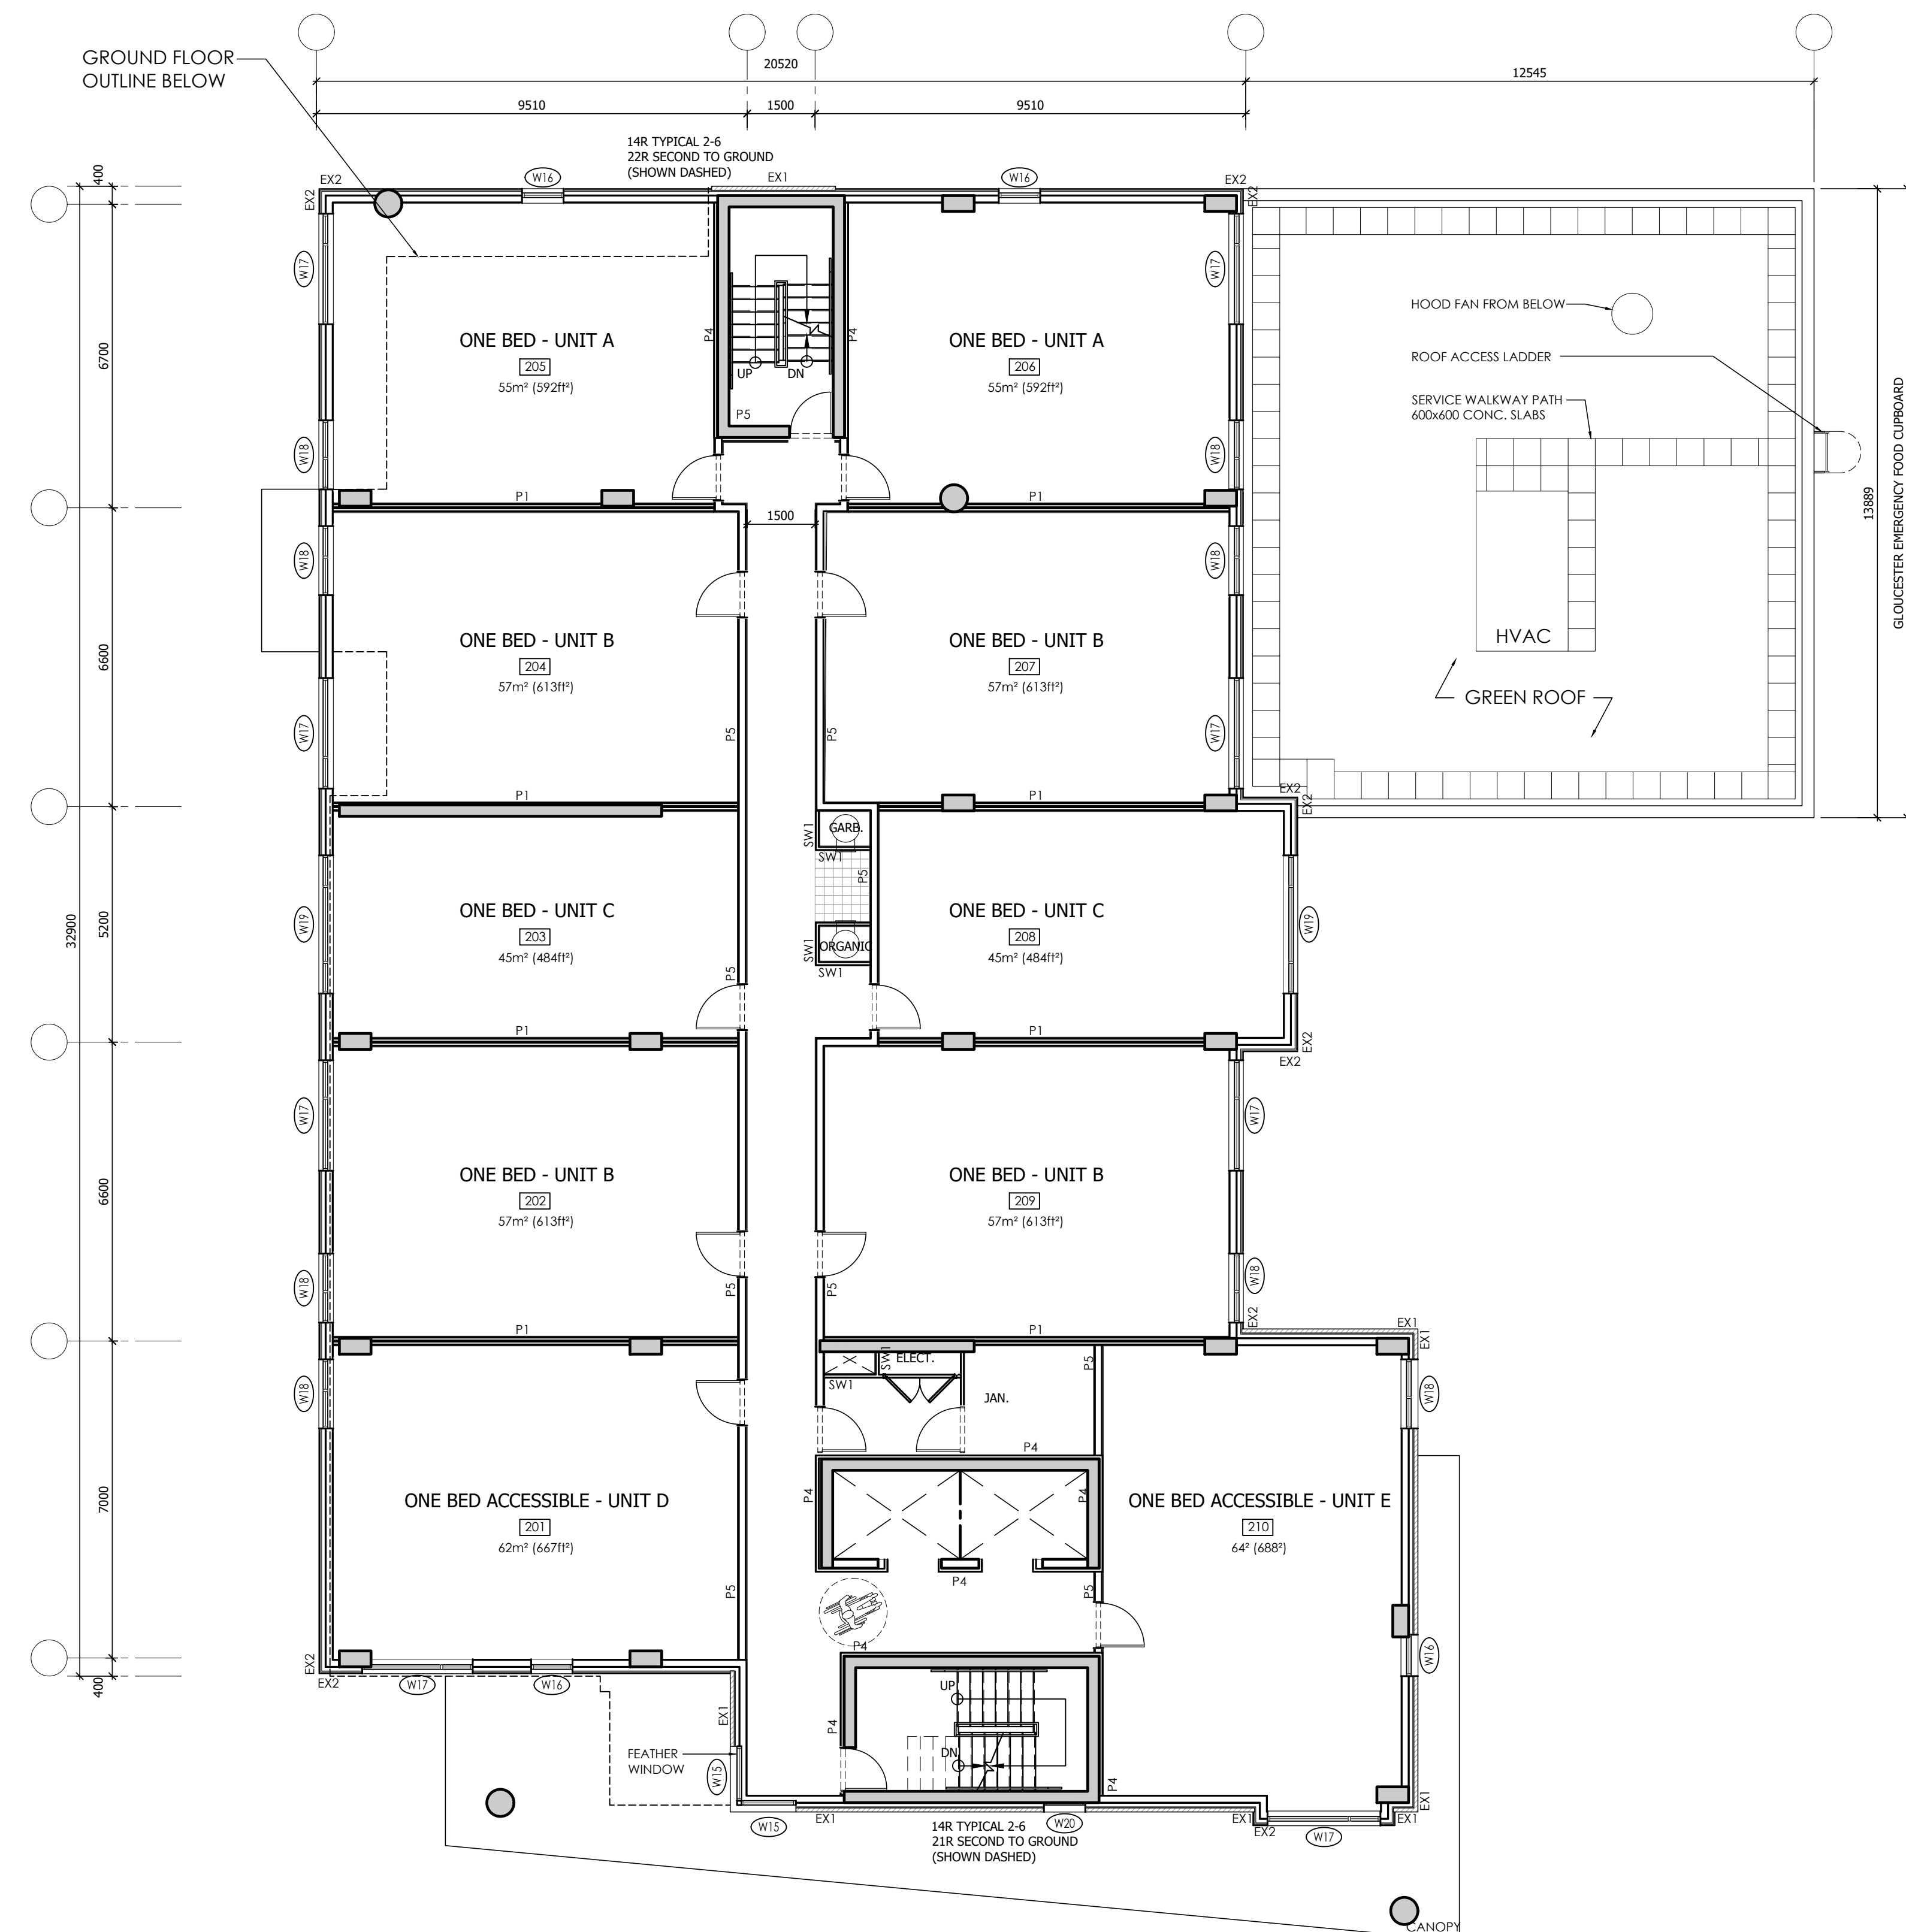 GROUND FLOOR
OUTLINE BELOW
20520
12545
9510
1500
9510
14R TYPICAL 2-6
22R SECOND TO GROUND
(SHOWN DASHED)
EX1
EX2
EX2
W16
W16
EX2
EX2
400
6700
6600
5200
32900
6600
7000
400
W17
W17
ONE BED - UNIT A
205
55m² (592ft²)
P4
UP
DN
P5
P4
ONE BED - UNIT A
206
55m² (592ft²)
HOOD FAN FROM BELOW
ROOF ACCESS LADDER
SERVICE WALKWAY PATH
600x600 CONC. SLABS
13889
GLOUCESTER EMERGENCY FOOD CUPBOARD
W18
W18
P1
P1
1500
W18
W18
ONE BED - UNIT B
204
57m² (613ft²)
ONE BED - UNIT B
207
57m² (613ft²)
HVAC
GREEN ROOF
W17
P5
P5
W17
P1
P1
EX2
EX2
GARB.
SW1
SW1
P5
W19
ONE BED - UNIT C
203
45m² (484ft²)
ONE BED - UNIT C
208
45m² (484ft²)
W19
SW1
ORGANIC
SW1
P5
P1
P1
EX2
EX2
W17
W17
ONE BED - UNIT B
202
57m² (613ft²)
ONE BED - UNIT B
209
57m² (613ft²)
W18
P5
P5
W18
EX2
P1
P1
EX1
EX1
SW1
ELECT.
SW1
P5
JAN.
W18
W18
P4
ONE BED ACCESSIBLE - UNIT D
201
62m² (667ft²)
P4
P4
ONE BED ACCESSIBLE - UNIT E
210
64² (688²)
P5
P4
P5
P4
W16
EX2
EX2
W17
W16
EX1
UP
P4
DN
FEATHER
WINDOW
W15
P4
W15
EX1
W20
EX1
EX2
W17
EX1
EX1
14R TYPICAL 2-6
21R SECOND TO GROUND
(SHOWN DASHED)
CANOPY